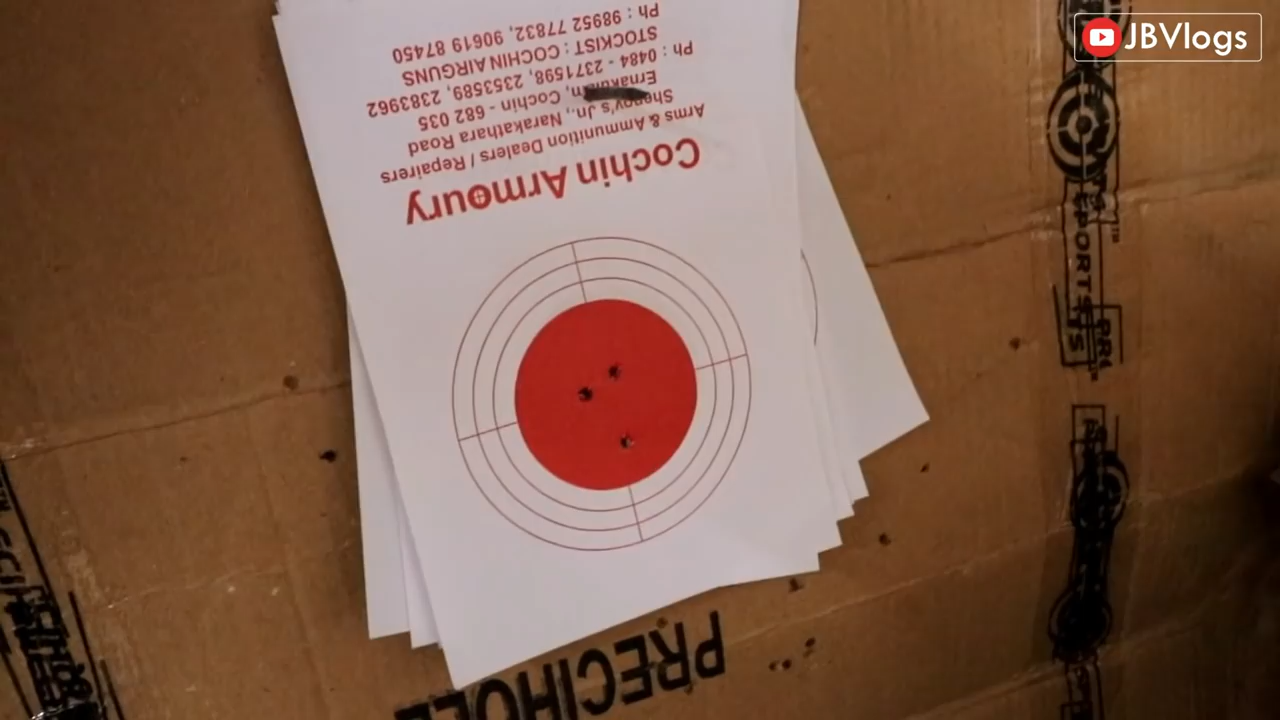 JBVlogs
Cochin Armoury
Arms & Ammunition Dealers / Repairers
Shenoy's Jn., Narakathara Road
Cochin - 682 035
Ph : 0484 - 2371598, 2353589, 2383962
STOCKIST : COCHIN AIRGUNS
Ph : 98952 77832, 90619 87450
PRECIHOLE
SPORTS